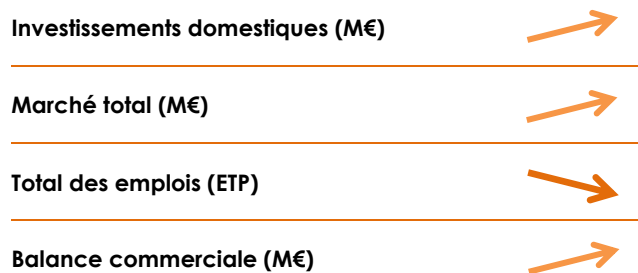 Investissements domestiques (M€)
Marché total (M€)
Total des emplois (ETP)
Balance commerciale (M€)